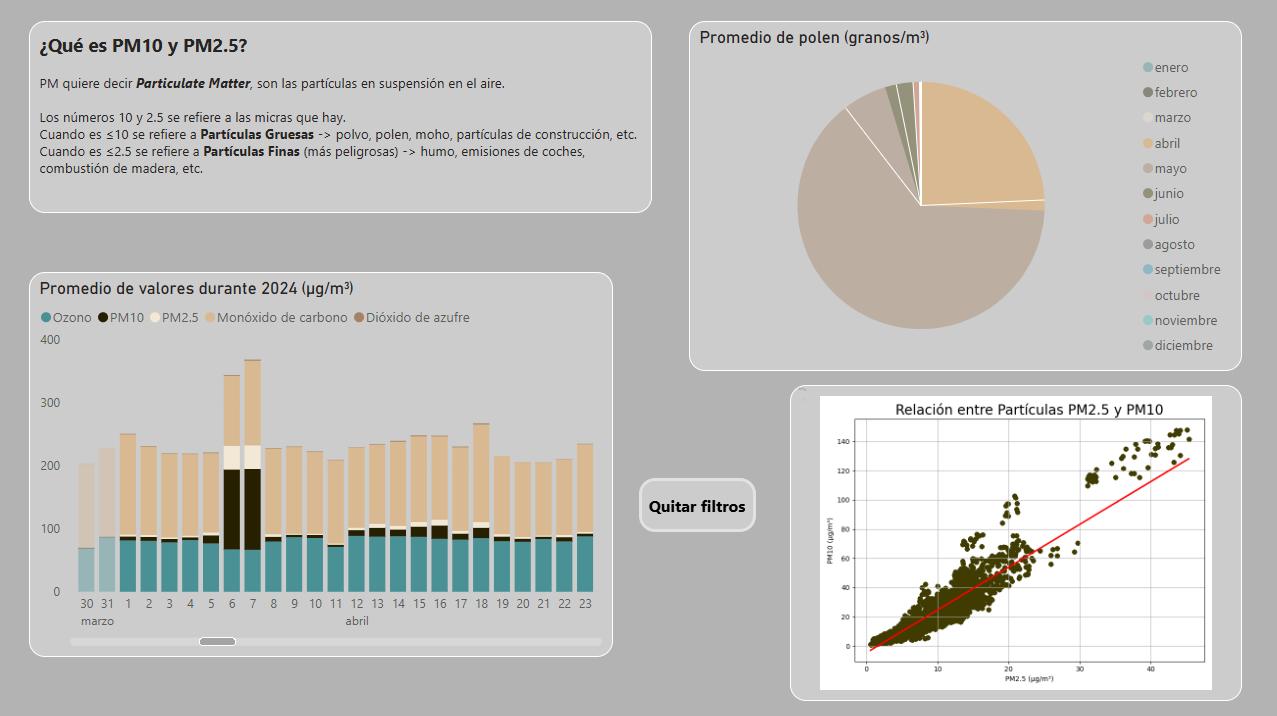 ¿Qué es PM10 y PM2.5?
PM quiere decir Particulate Matter, son las partículas en suspensión en el aire.
Los números 10 y 2.5 se refiere a las micras que hay.
Cuando es ≤10 se refiere a Partículas Gruesas -> polvo, polen, moho, partículas de construcción, etc.
Cuando es ≤2.5 se refiere a Partículas Finas (más peligrosas) -> humo, emisiones de coches,
combustión de madera, etc.
Promedio de polen (granos/m³)
enero
febrero
marzo
abril
mayo
junio
julio
agosto
septiembre
octubre
noviembre
diciembre
Promedio de valores durante 2024 (µg/m³)
Ozono PM10 PM2.5 Monóxido de carbono Dióxido de azufre
400
300
200
100
0
30 31 1 2 3 4 5 6 7 8 9 10 11 12 13 14 15 16 17 18 19 20 21 22 23
marzo abril
Quitar filtros
Relación entre Partículas PM2.5 y PM10
PM10 (µg/m³)
140
120
100
80
60
40
20
0
0 10 20 30 40
PM2.5 (µg/m³)